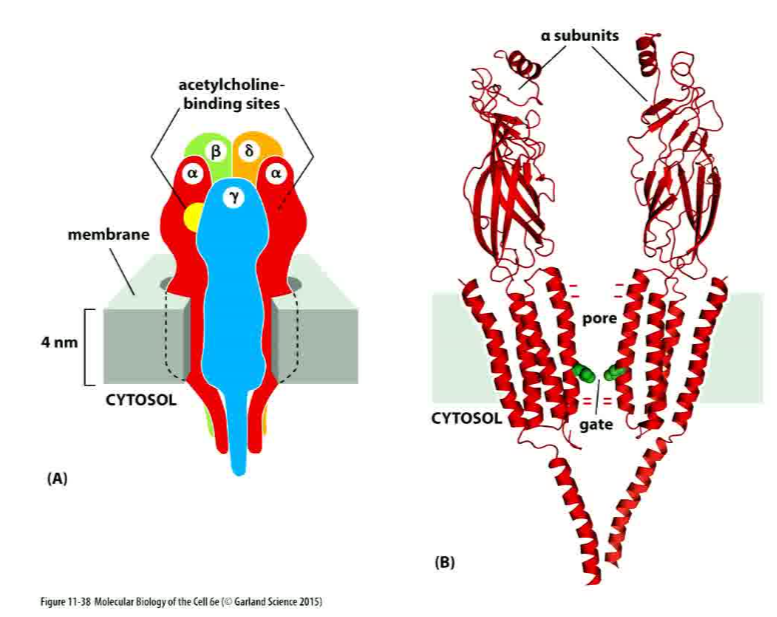 acetylcholine-
binding sites
β
δ
α
α
γ
membrane
4 nm
CYTOSOL
(A)
α subunits
pore
CYTOSOL
gate
(B)
Figure 11-38 Molecular Biology of the Cell 6e (© Garland Science 2015)